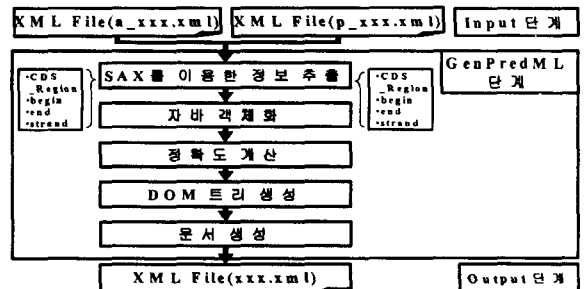 XML File(a_xxx.xml) XML File(p_xxx.xml) Input 단계
GenPredML
단계
•CDS
_Region
•begin
•end
•strand
SAX를 이용한 정보 추출
•CDS
_Region
•begin
•end
•strand
자바 객체화
정확도 계산
DOM 트리 생성
문서 생성
XML File(xxx.xml) Output 단계